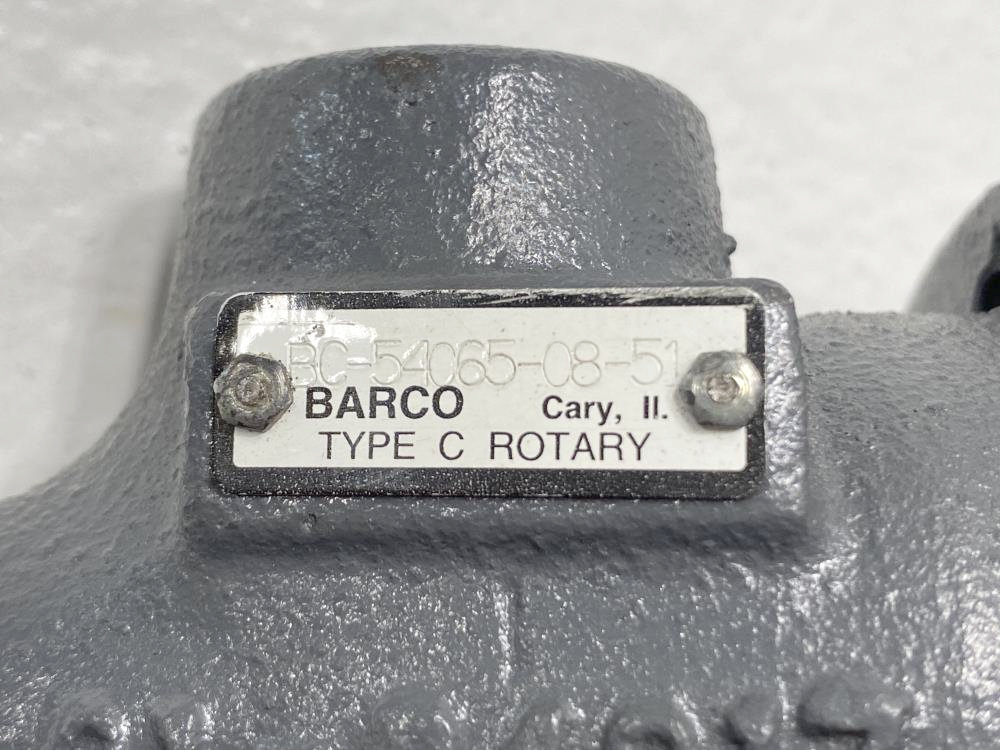 BC-54065-08-51
BARCO Cary, Il.
TYPE C ROTARY